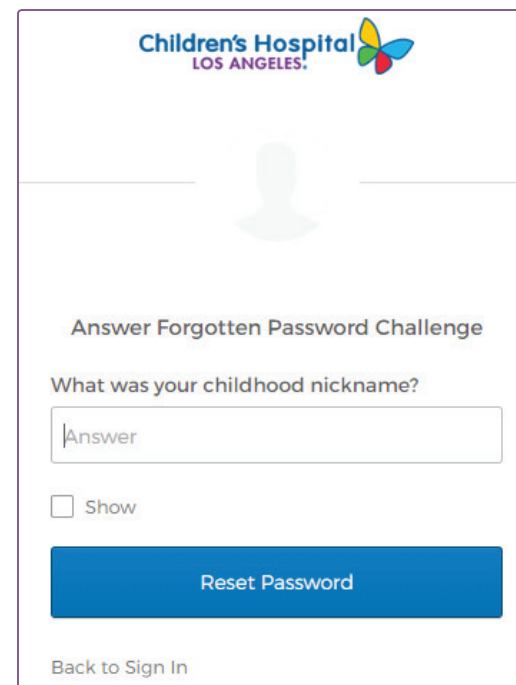 Children's Hospital
LOS ANGELES.
Answer Forgotten Password Challenge
What was your childhood nickname?
Answer
Show
Reset Password
Back to Sign In